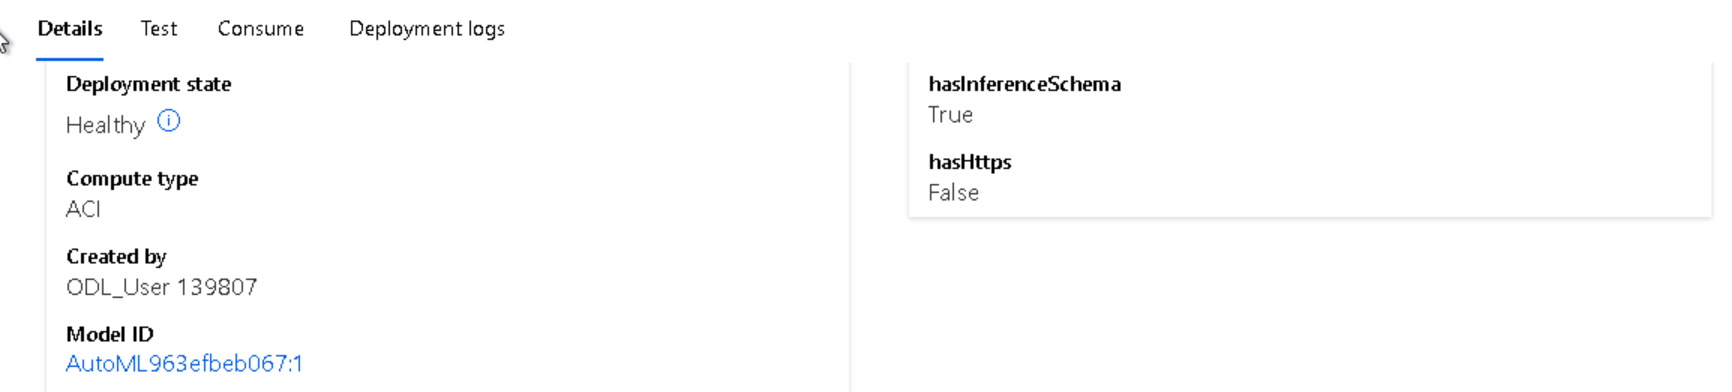 Details Test Consume Deployment logs
Deployment state
Healthy
Compute type
ACI
Created by
ODL_User 139807
Model ID
AutoML963efbeb067:1
hasInferenceSchema
True
hasHttps
False